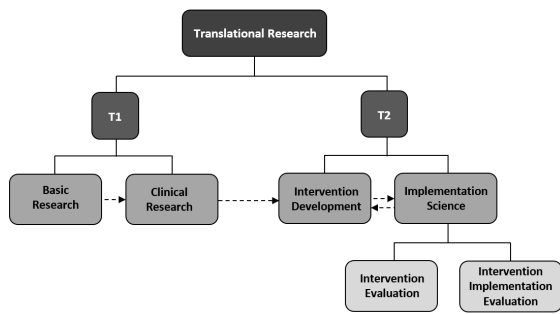 Translational Research
T1
T2
Basic
Research
Clinical
Research
Intervention
Development
Implementation
Science
Intervention
Evaluation
Intervention
Implementation
Evaluation